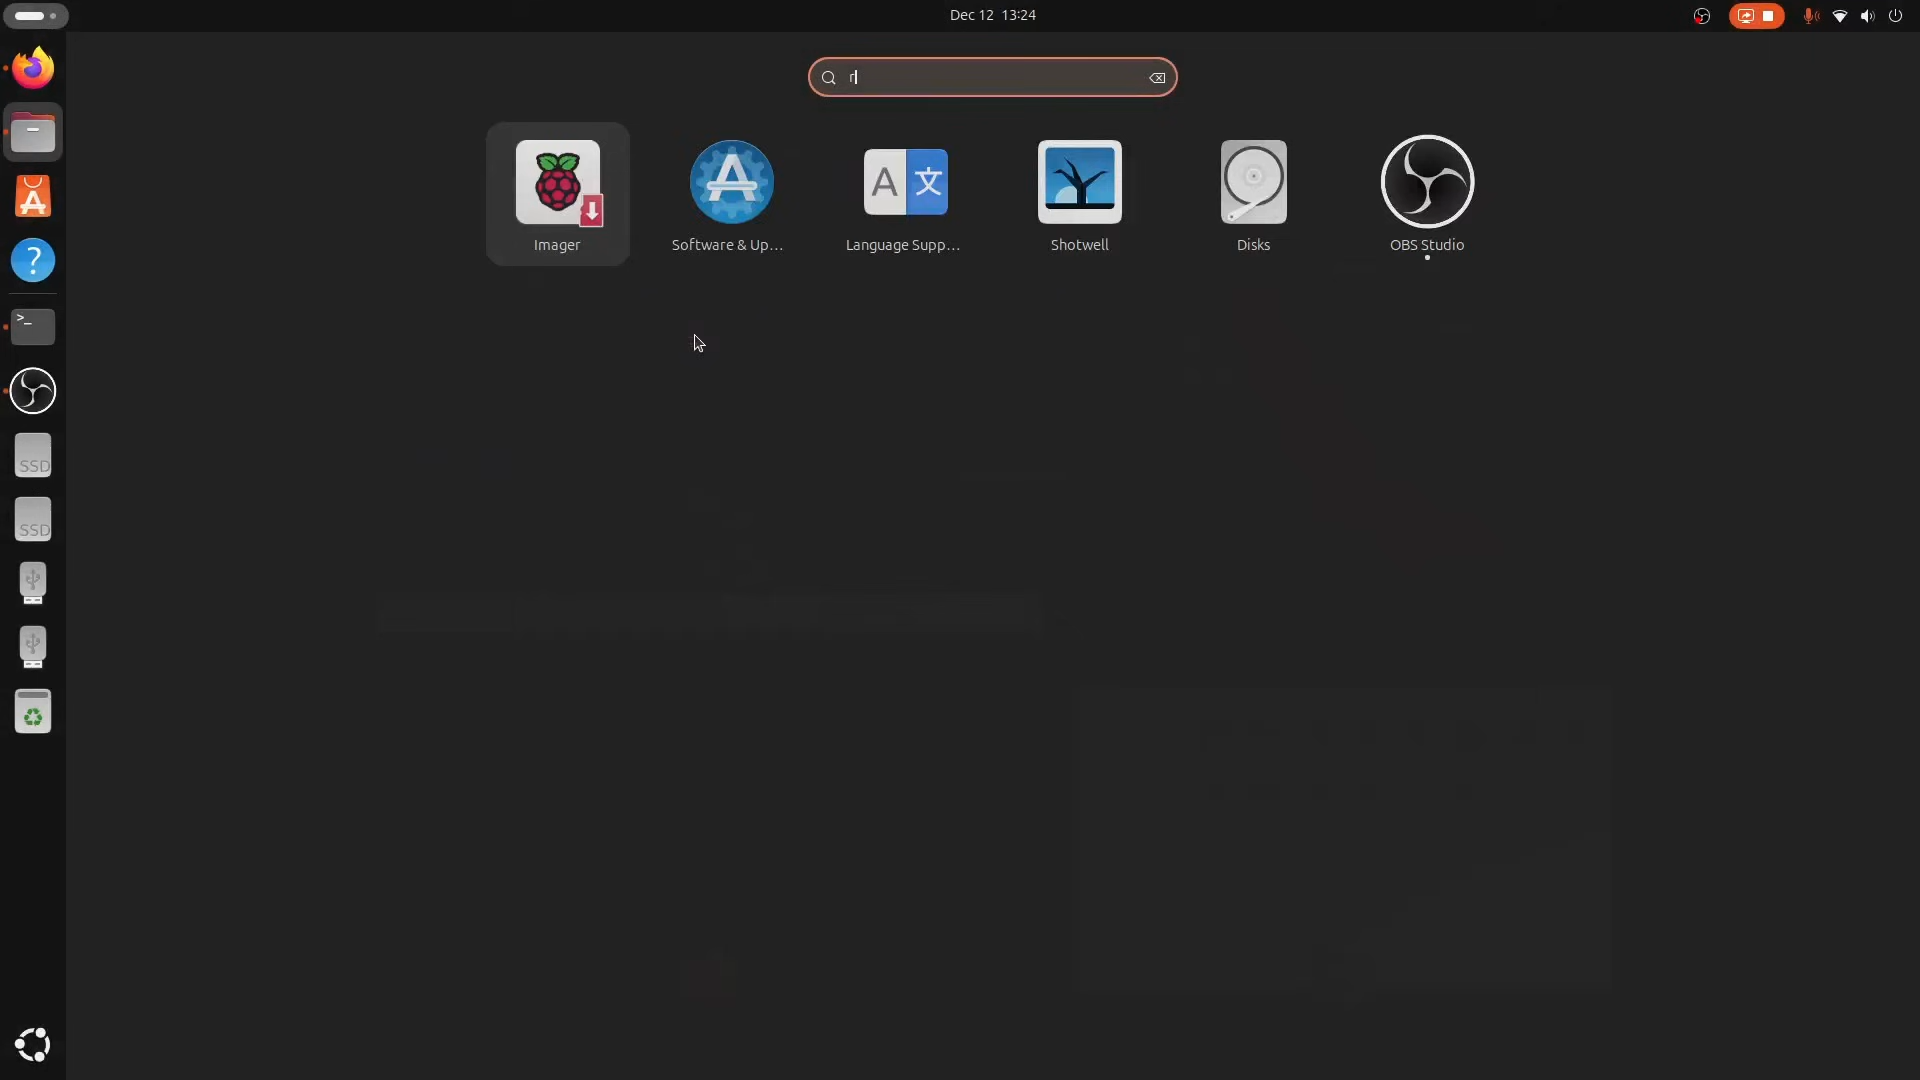 Dec 12 13:24
r
A 文
Imager
Software & Up...
Language Supp...
Shotwell
Disks
OBS Studio
?
>_
SSD
SSD